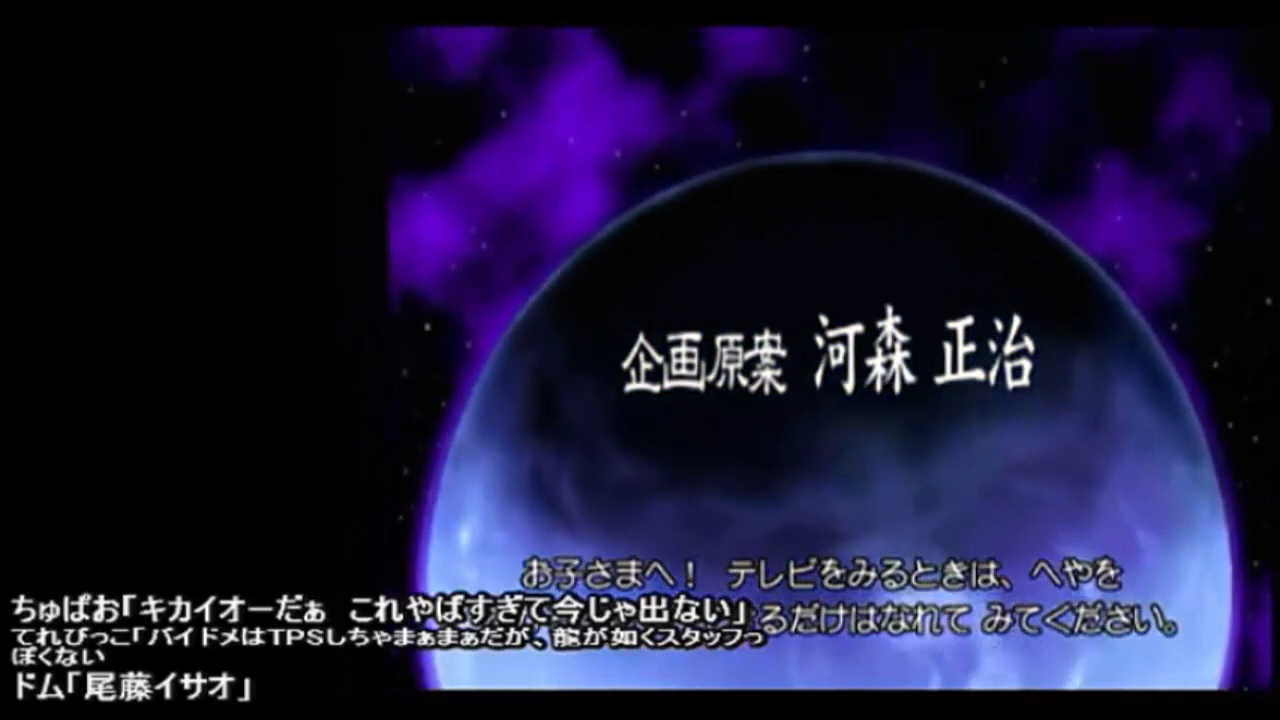 企画原案 河森 正治
お子さまへ! テレビをみるときは、へやを
るだけはなれて みてください。
ちゅぱお「キカイオーだぁ これやばすぎて今じゃ出ない」
てれびっこ「バイドメはTPSしちゃまぁまぁだが、龍が如くスタッフっ
ぽくない
ドム「尾藤イサオ」